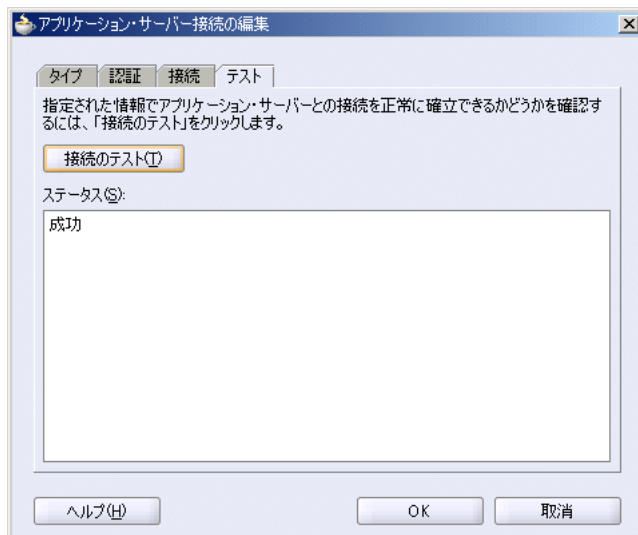 アプリケーション・サーバー接続の編集
タイプ 認証 接続 テスト
指定された情報でアプリケーション・サーバーとの接続を正常に確立できるかどうかを確認す
るには、「接続のテスト」をクリックします。
接続のテスト(T)
ステータス(S):
成功
ヘルプ(H) OK 取消